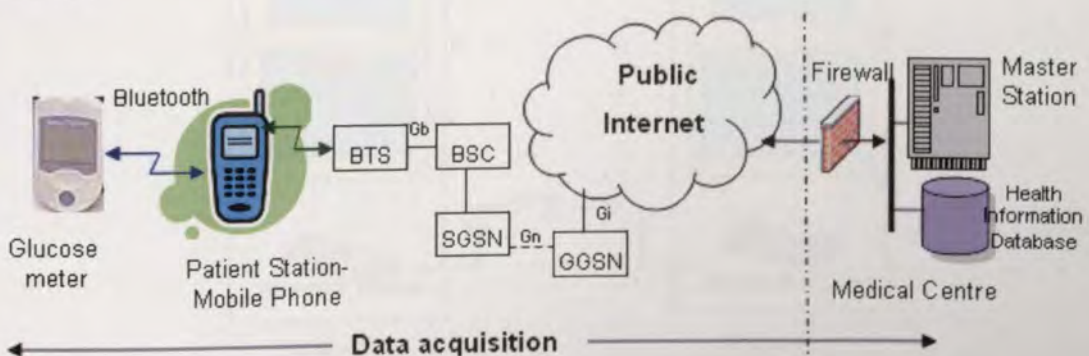 Bluetooth
Glucose
meter
Patient Station-
Mobile Phone
BTS
Gb
BSC
SGSN
Gn
GGSN
Gi
Public
Internet
Firewall
Master
Station
Health
Information
Database
Medical Centre
Data acquisition